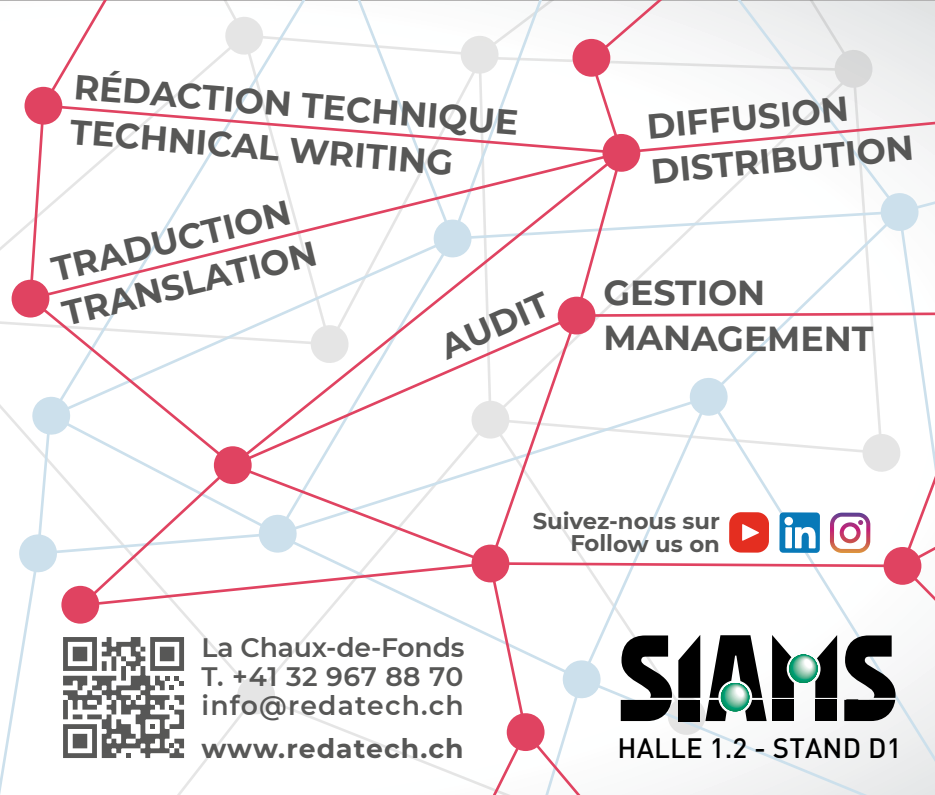 RÉDACTION TECHNIQUE
TECHNICAL WRITING
DIFFUSION
DISTRIBUTION
TRADUCTION
TRANSLATION
AUDIT
GESTION
MANAGEMENT
Suivez-nous sur
Follow us on
in
La Chaux-de-Fonds
T. +41 32 967 88 70
info@redatech.ch
www.redatech.ch
SIAMS
HALLE 1.2 - STAND D1